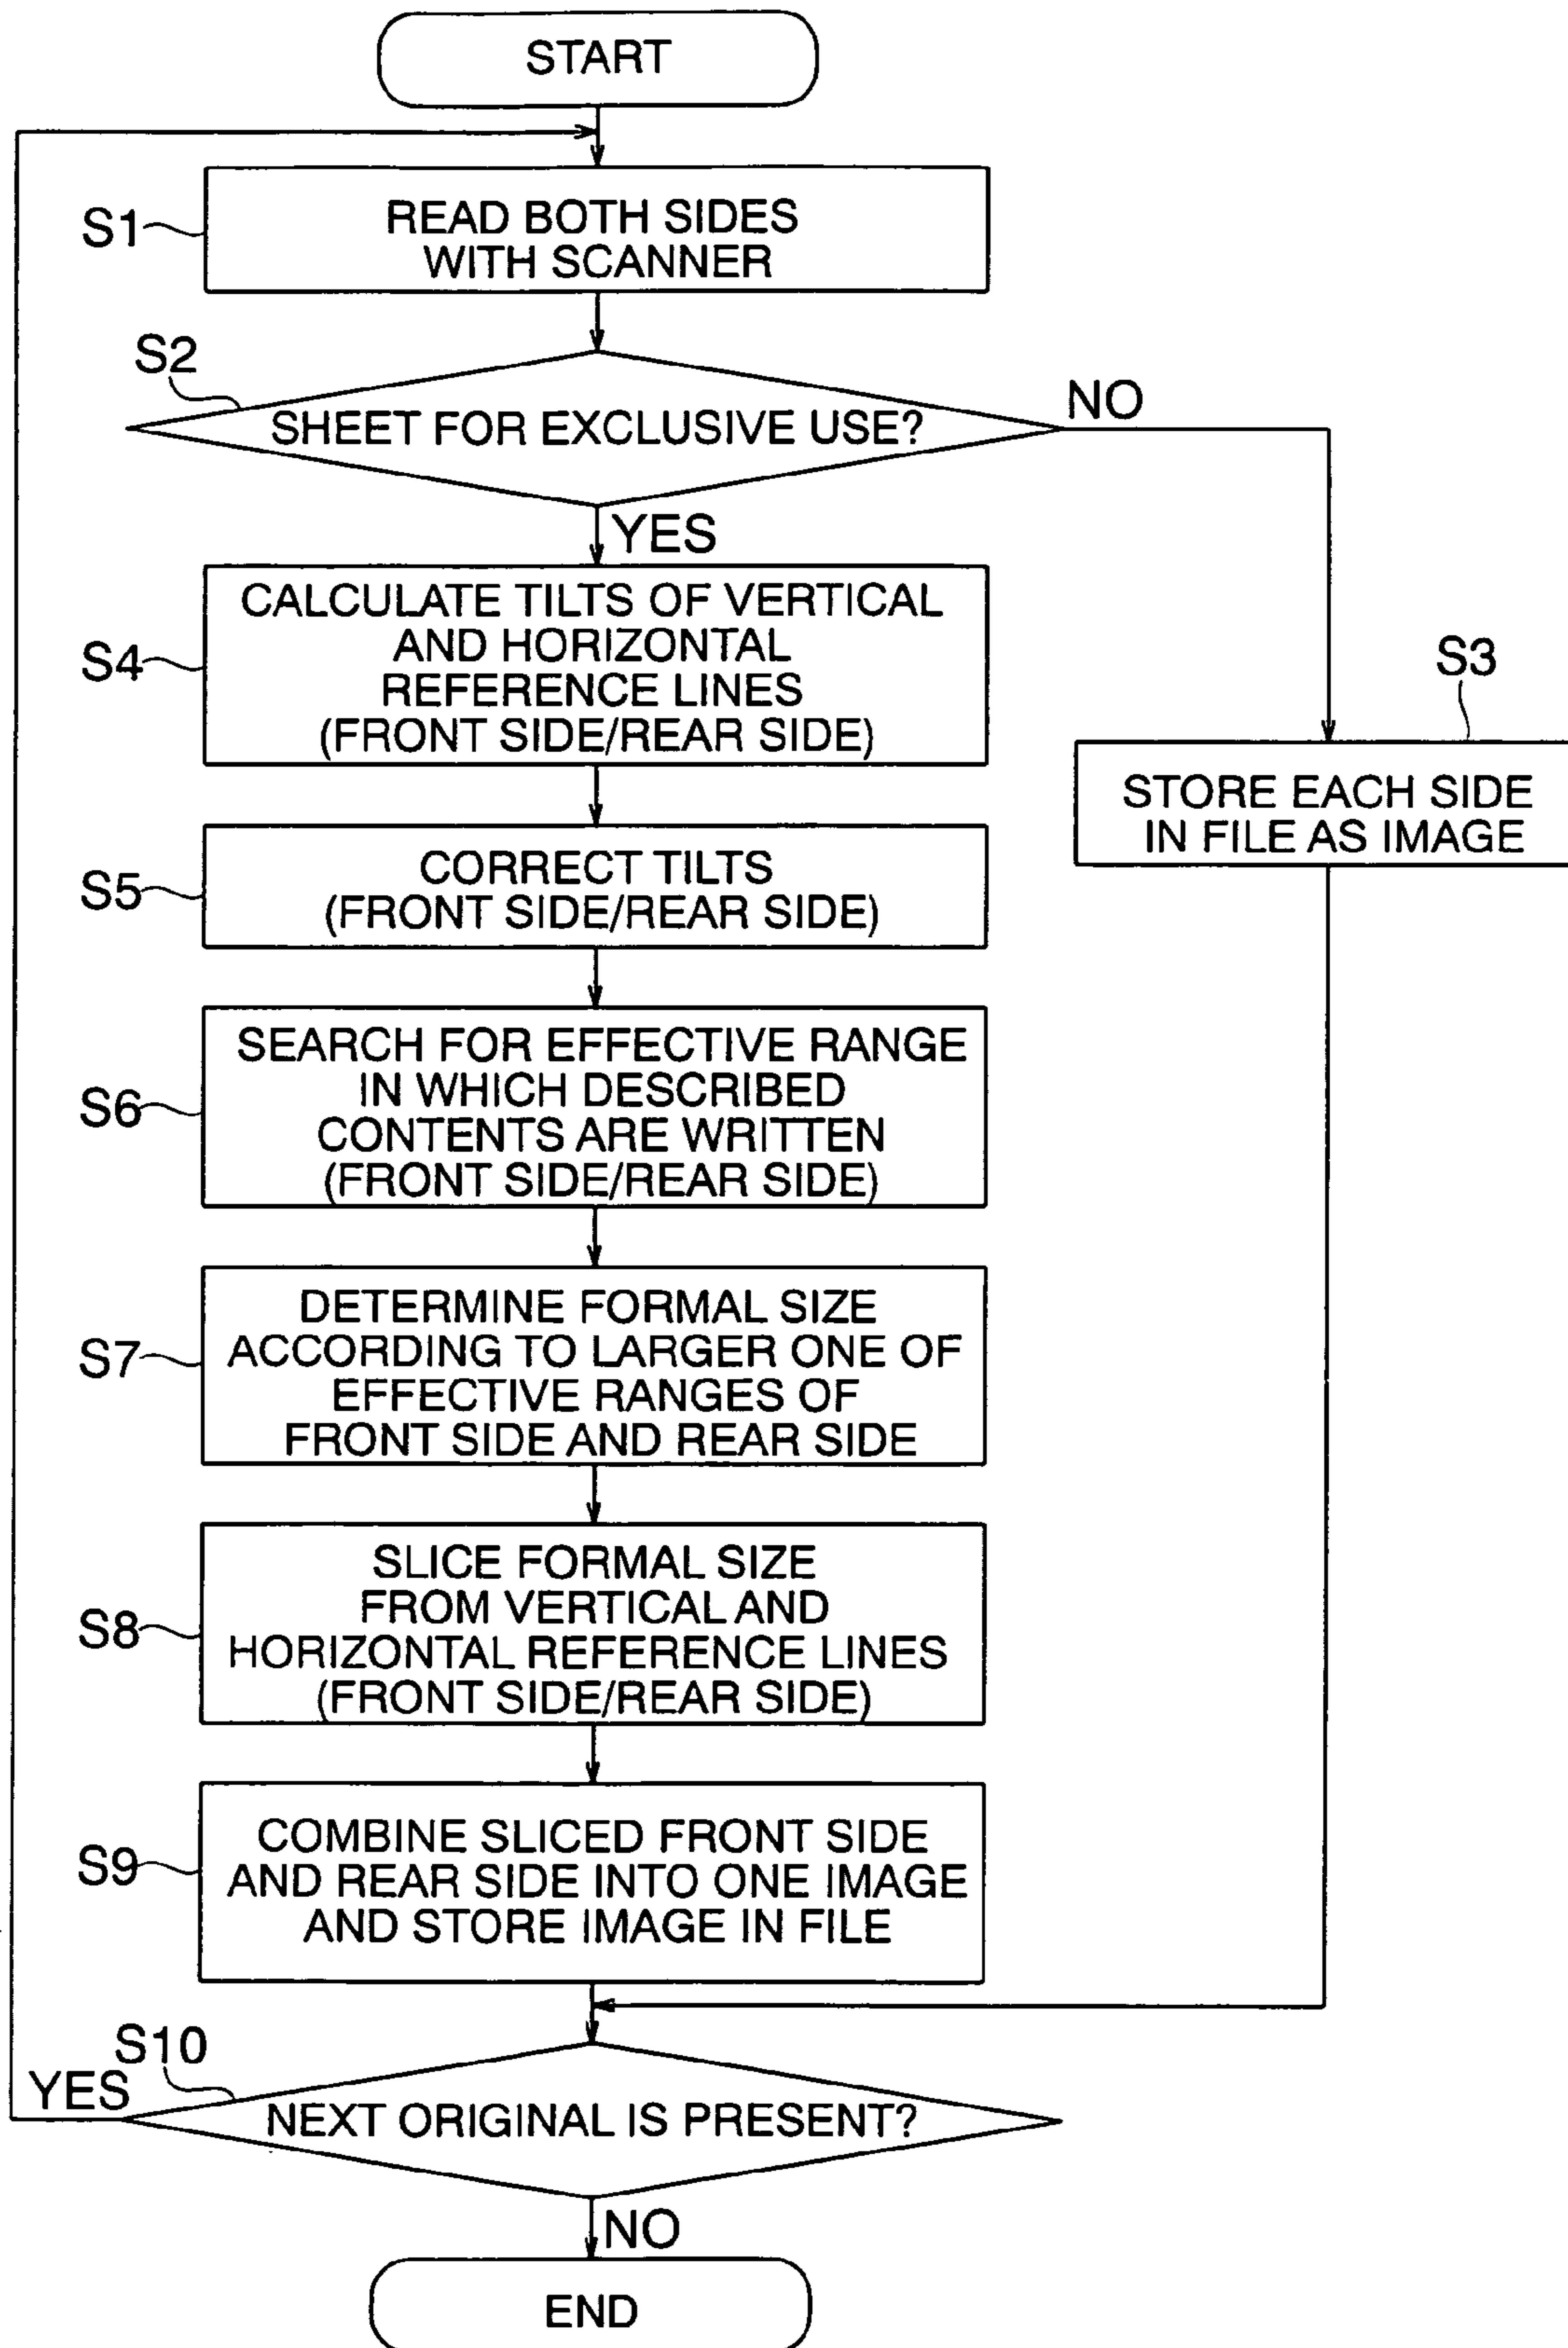 START
S1
READ BOTH SIDES
WITH SCANNER
S2
SHEET FOR EXCLUSIVE USE?
NO
YES
S4
CALCULATE TILTS OF VERTICAL
AND HORIZONTAL
REFERENCE LINES
(FRONT SIDE/REAR SIDE)
S3
STORE EACH SIDE
IN FILE AS IMAGE
S5
CORRECT TILTS
(FRONT SIDE/REAR SIDE)
S6
SEARCH FOR EFFECTIVE RANGE
IN WHICH DESCRIBED
CONTENTS ARE WRITTEN
(FRONT SIDE/REAR SIDE)
S7
DETERMINE FORMAL SIZE
ACCORDING TO LARGER ONE OF
EFFECTIVE RANGES OF
FRONT SIDE AND REAR SIDE
S8
SLICE FORMAL SIZE
FROM VERTICAL AND
HORIZONTAL REFERENCE LINES
(FRONT SIDE/REAR SIDE)
S9
COMBINE SLICED FRONT SIDE
AND REAR SIDE INTO ONE IMAGE
AND STORE IMAGE IN FILE
S10
YES
NEXT ORIGINAL IS PRESENT?
NO
END